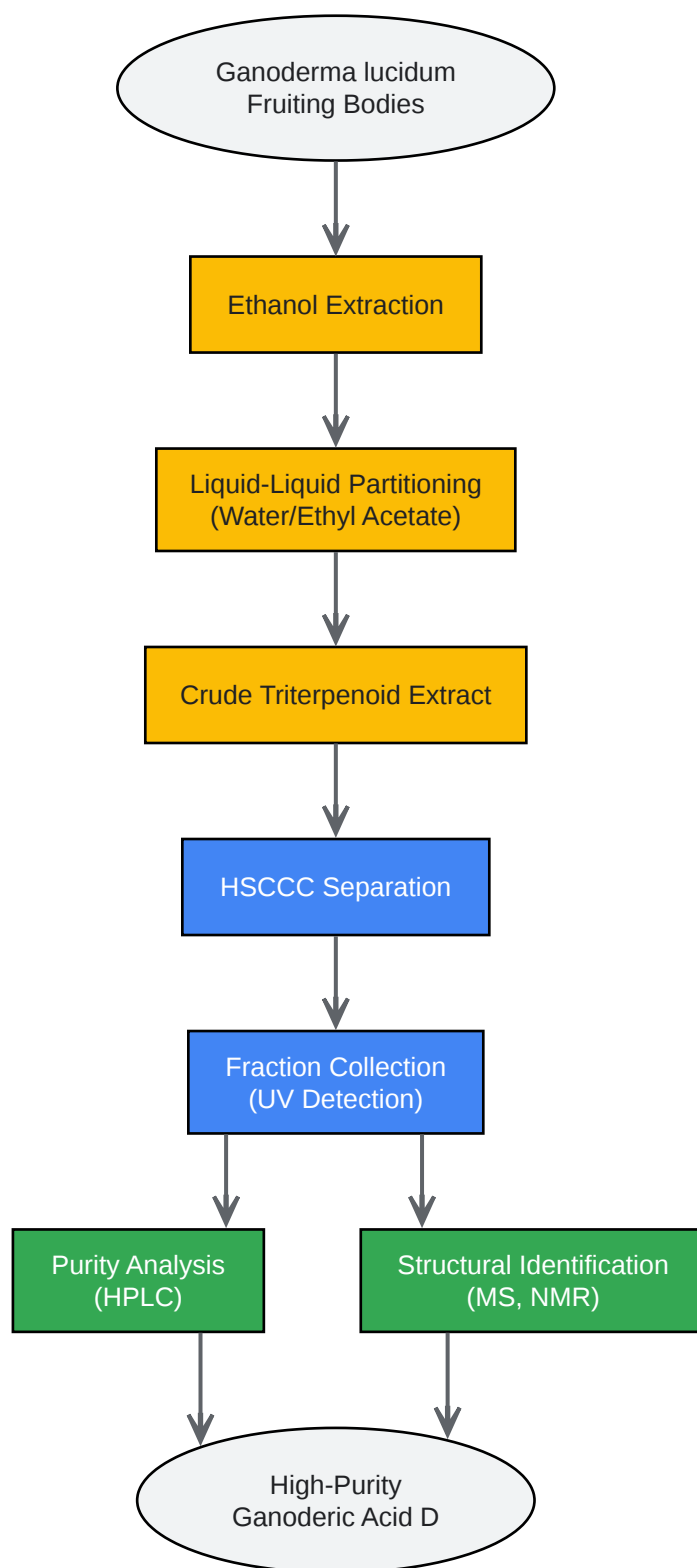 Ganoderma lucidum
Fruiting Bodies
Ethanol Extraction
Liquid-Liquid Partitioning
(Water/Ethyl Acetate)
Crude Triterpenoid Extract
HSCCC Separation
Fraction Collection
(UV Detection)
Purity Analysis
(HPLC)
Structural Identification
(MS, NMR)
High-Purity
Ganoderic Acid D